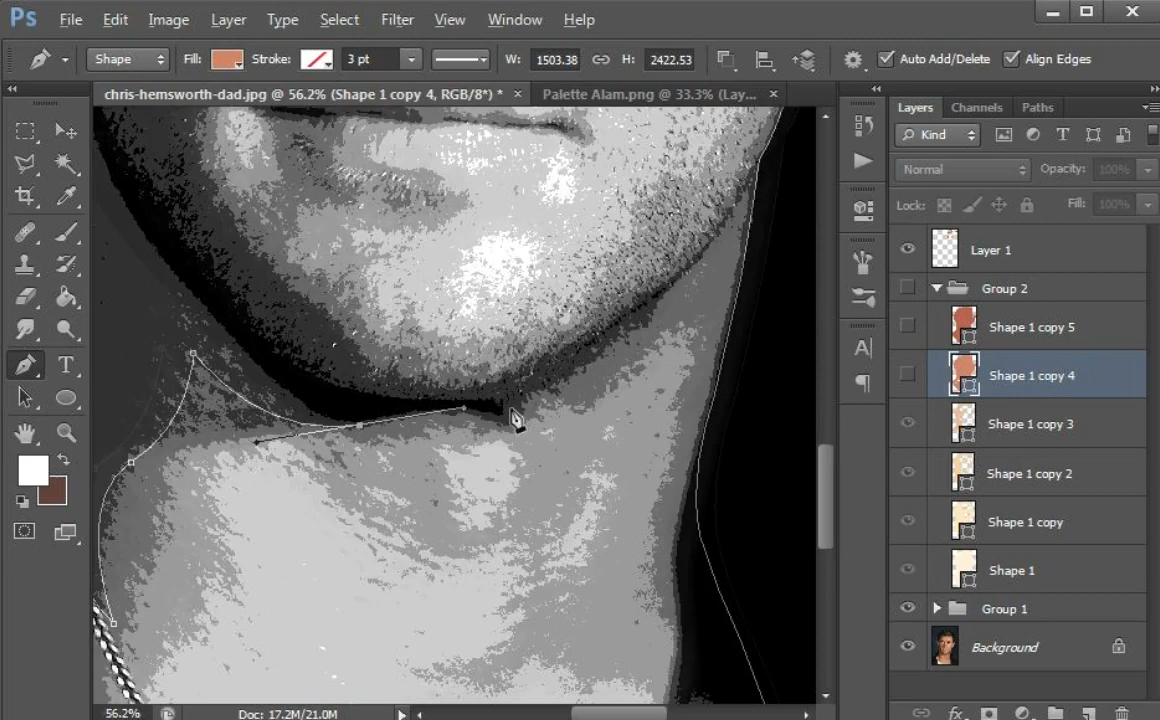 Ps File Edit Image Layer Type Select Filter View Window Help
Shape Fill: Stroke: 3 pt W: 1503.38 H: 2422.53 Auto Add/Delete Align Edges
chris-hemsworth-dad.jpg @ 56.2% (Shape 1 copy 4, RGB/8*) * × Palette Alam.png @ 33.3% (Lay... ×
Layers Channels Paths
Kind
Normal Opacity: 100%
Lock: Fill: 100%
Layer 1
Group 2
Shape 1 copy 5
Shape 1 copy 4
Shape 1 copy 3
Shape 1 copy 2
Shape 1 copy
Shape 1
Group 1
Background
56.2% Doc: 17.2M/21.0M
fx